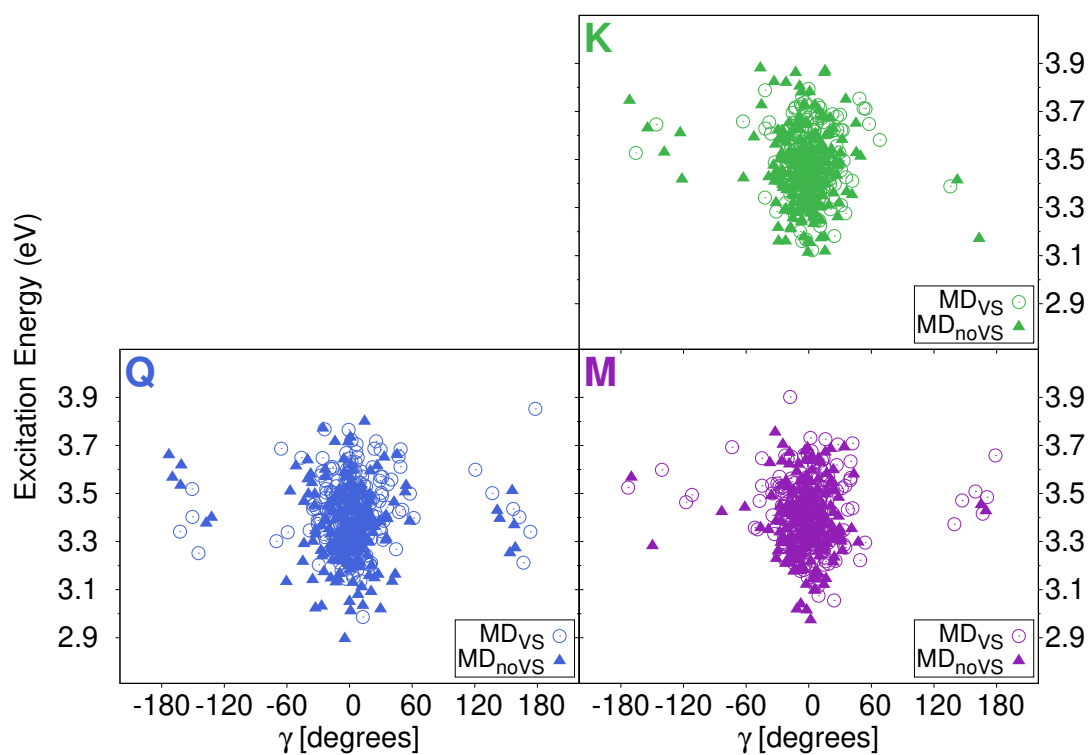 K
3.9
3.7
3.5
3.3
3.1
2.9
MD_VS
MD_noVS
Excitation Energy (eV)
Q
3.9
3.7
3.5
3.3
3.1
2.9
MD_VS
MD_noVS
-180 -120 -60 0 60 120 180
γ [degrees]
M
3.9
3.7
3.5
3.3
3.1
2.9
MD_VS
MD_noVS
-180 -120 -60 0 60 120 180
γ [degrees]